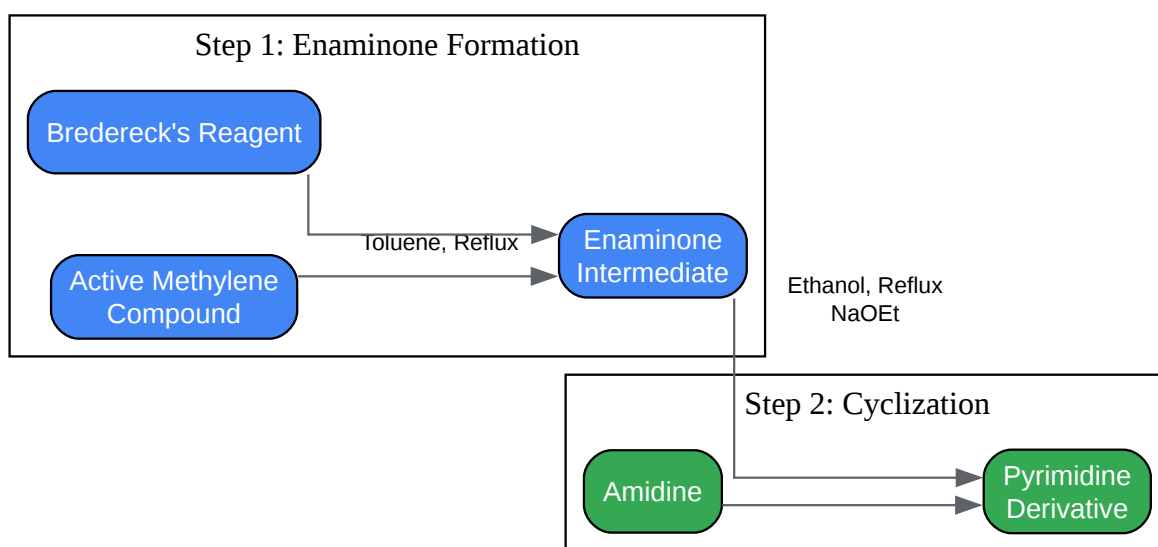 Step 1: Enaminone Formation
Bredereck's Reagent
Toluene, Reflux
Active Methylene
Compound
Enaminone
Intermediate
Ethanol, Reflux
NaOEt
Step 2: Cyclization
Amidine
Pyrimidine
Derivative